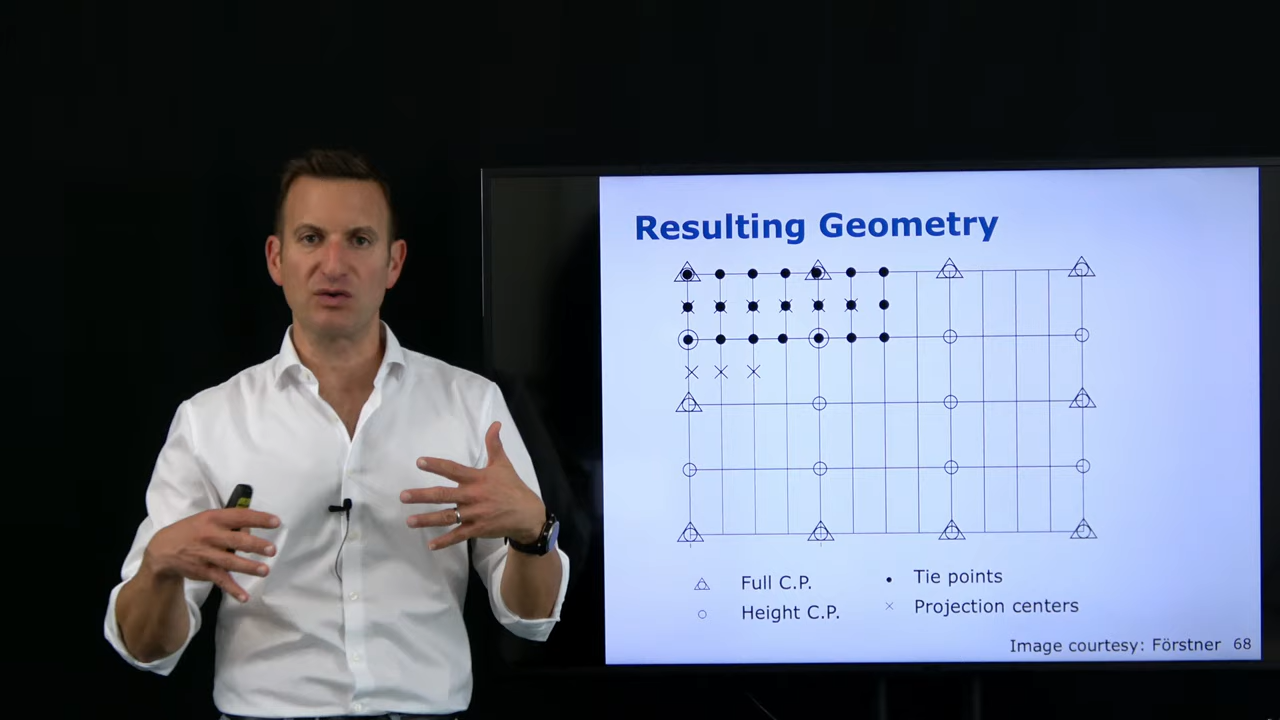 Resulting Geometry
Full C.P.
Tie points
Height C.P.
Projection centers
Image courtesy: Förstner 68